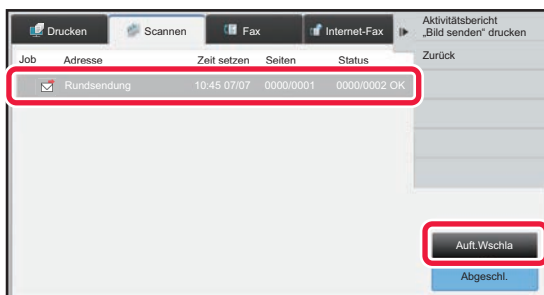 Drucken Scannen Fax Internet-Fax
Aktivitätsbericht
„Bild senden“ drucken
Zurück
Job Adresse Zeit setzen Seiten Status
Rundsendung 10:45 07/07 0000/0001 0000/0002 OK
Auft.Wschla
Abgeschl.